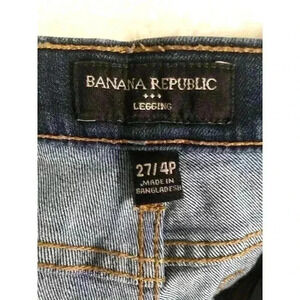 BANANA REPUBLIC
LEGGING
27/4P
MADE IN
BANGLADESH